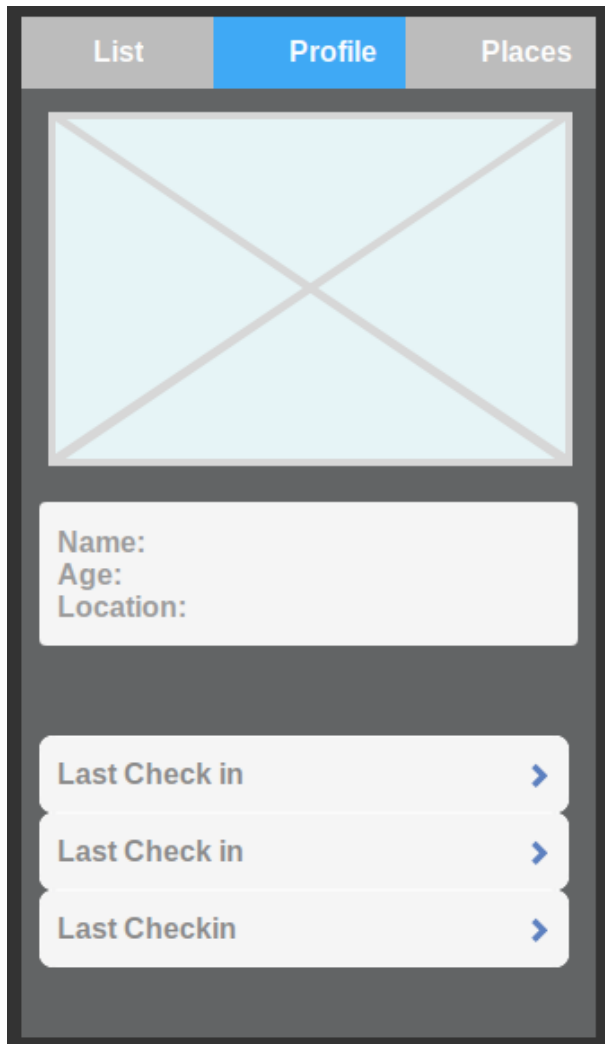 List Profile Places
Name:
Age:
Location:
Last Check in
Last Check in
Last Checkin